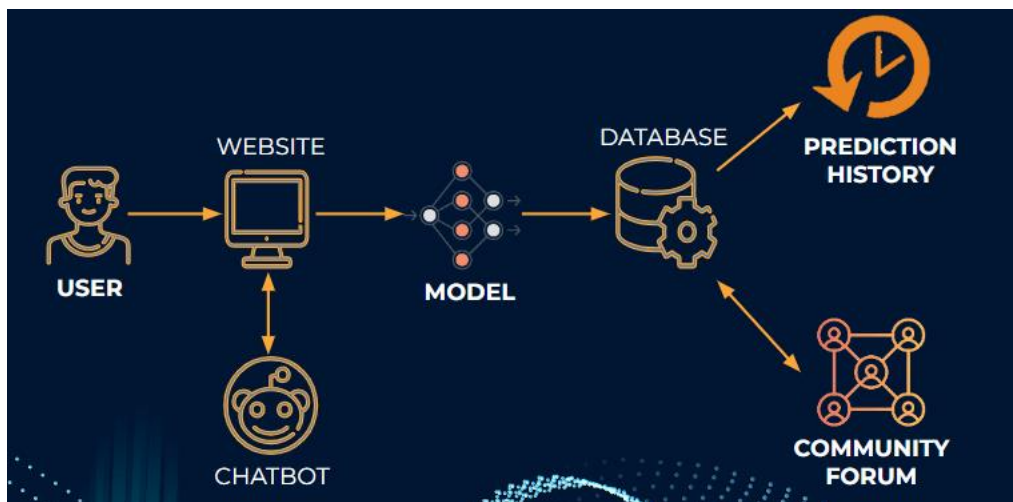 WEBSITE
DATABASE
PREDICTION
HISTORY
USER
MODEL
CHATBOT
COMMUNITY
FORUM